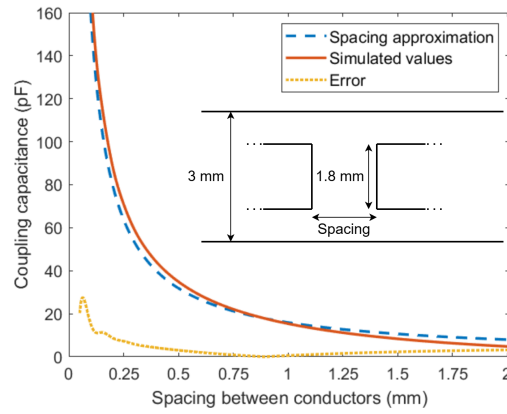 160
140
120
100
80
60
40
20
0
Coupling capacitance (pF)
Spacing approximation
Simulated values
Error
3 mm
1.8 mm
Spacing
...
...
...
...
0
0.25
0.5
0.75
1
1.25
1.5
1.75
2
Spacing between conductors (mm)